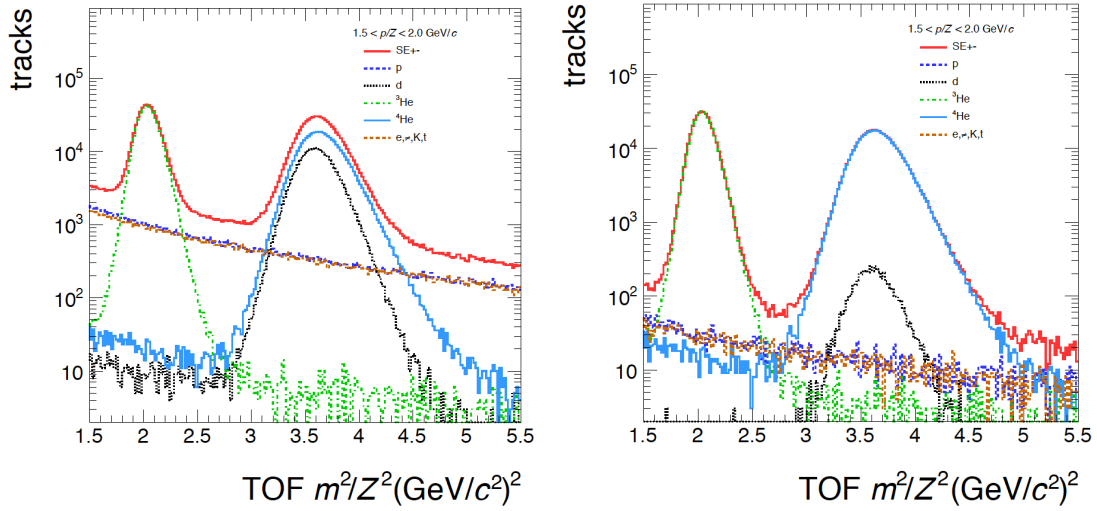 tracks
10⁵
10⁴
10³
10²
10
1.5 < p/Z < 2.0 GeV/c
SE+-
p
d
³He
⁴He
e,≠,K,t
1.5 2 2.5 3 3.5 4 4.5 5 5.5
TOF m²/Z²(GeV/c²)²
tracks
10⁵
10⁴
10³
10²
10
1.5 < p/Z < 2.0 GeV/c
SE+-
p
d
³He
⁴He
e,≠,K,t
1.5 2 2.5 3 3.5 4 4.5 5 5.5
TOF m²/Z²(GeV/c²)²